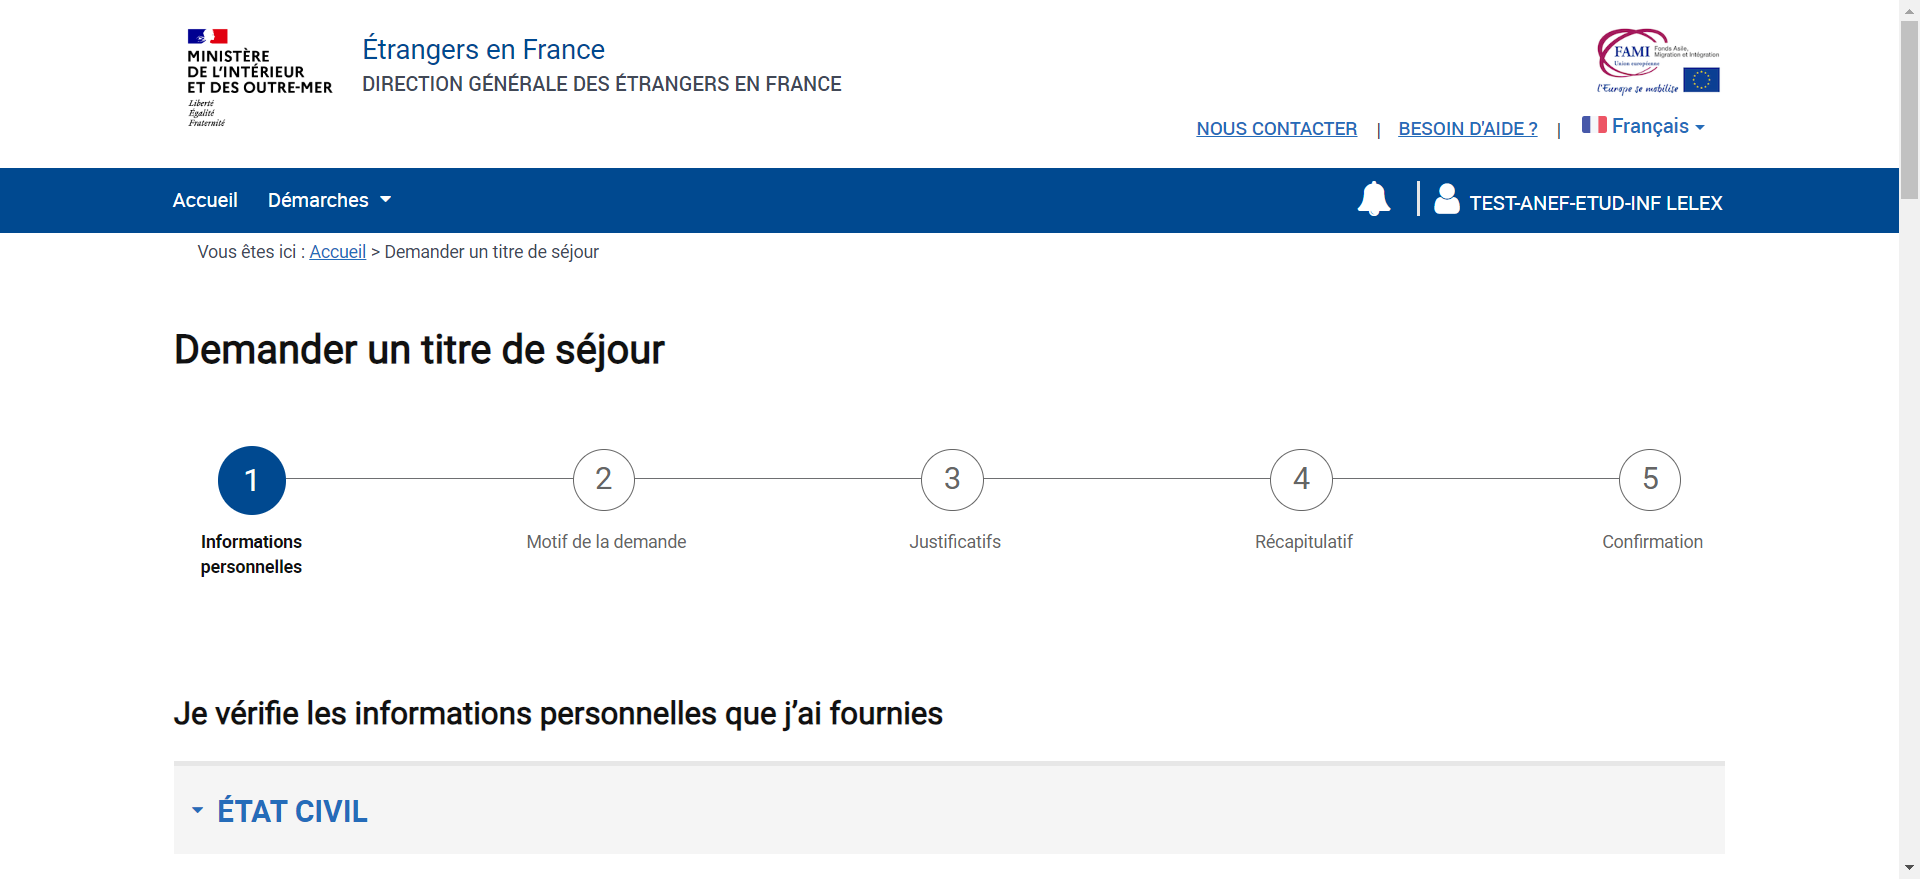 MINISTÈRE
DE L'INTÉRIEUR
ET DES OUTRE-MER
Liberté
Égalité
Fraternité
Étrangers en France
DIRECTION GÉNÉRALE DES ÉTRANGERS EN FRANCE
FAMI Fonds Asile,
Migration et Intégration
Union européenne
l'Europe se mobilise
NOUS CONTACTER | BESOIN D'AIDE ? | Français
Accueil Démarches TEST-ANEF-ETUD-INF LELEX
Vous êtes ici : Accueil > Demander un titre de séjour
Demander un titre de séjour
1 2 3 4 5
Informations personnelles
Motif de la demande
Justificatifs
Récapitulatif
Confirmation
Je vérifie les informations personnelles que j’ai fournies
ÉTAT CIVIL